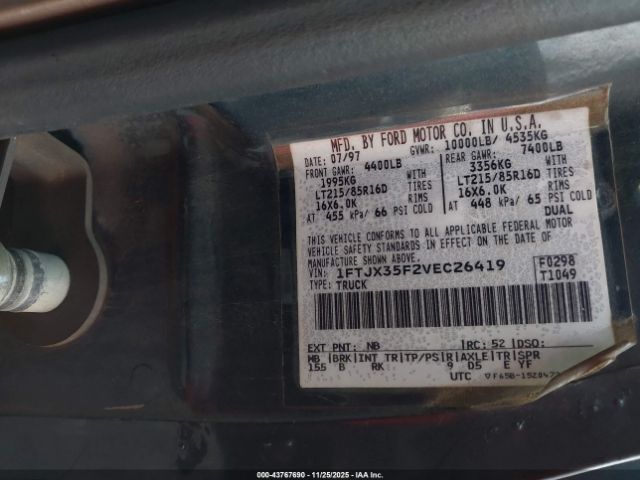 MFD. BY FORD MOTOR CO. IN U.S.A.
DATE: 07/97 GVWR: 10000LB/ 4535KG
FRONT GAWR: 4400LB REAR GAWR: 7400LB
1995KG WITH 3356KG WITH
LT215/85R16D TIRES LT215/85R16D TIRES
16X6.0K RIMS 16X6.0K RIMS
AT 455 kPa/ 66 PSI COLD AT 448 kPa/ 65 PSI COLD
DUAL
THIS VEHICLE CONFORMS TO ALL APPLICABLE FEDERAL MOTOR
VEHICLE SAFETY STANDARDS IN EFFECT ON THE DATE OF
MANUFACTURE SHOWN ABOVE.
VIN: 1FTJX35F2VEC26419 F0298
TYPE: TRUCK T1049
EXT PNT: NB RC: 52 DSO:
WB BRK INT TR TP/PS R AXLE TR SPR
155 B RK 9 D5 E YF
UTC
00-43767690 - 11/25/2025 - IAA Inc.